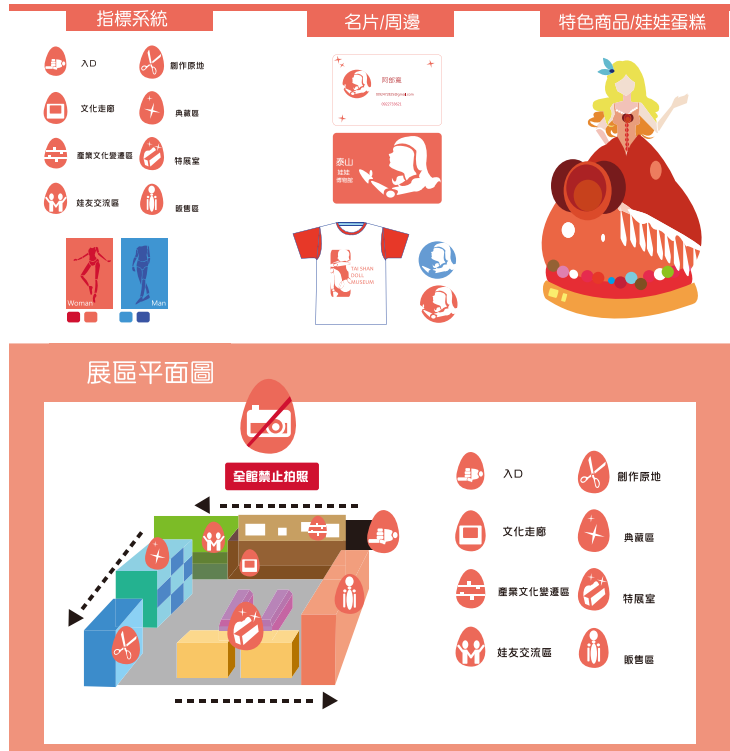 指標系統
名片/周邊
特色商品/娃娃蛋糕
入口
創作原地
文化走廊
典藏區
產業文化變遷區
特展室
娃友交流區
販售區
Woman
Man
泰山
娃娃
博物館
TAI SHAN
DOLL
MUSEUM
展區平面圖
全館禁止拍照
入口
創作原地
文化走廊
典藏區
產業文化變遷區
特展室
娃友交流區
販售區